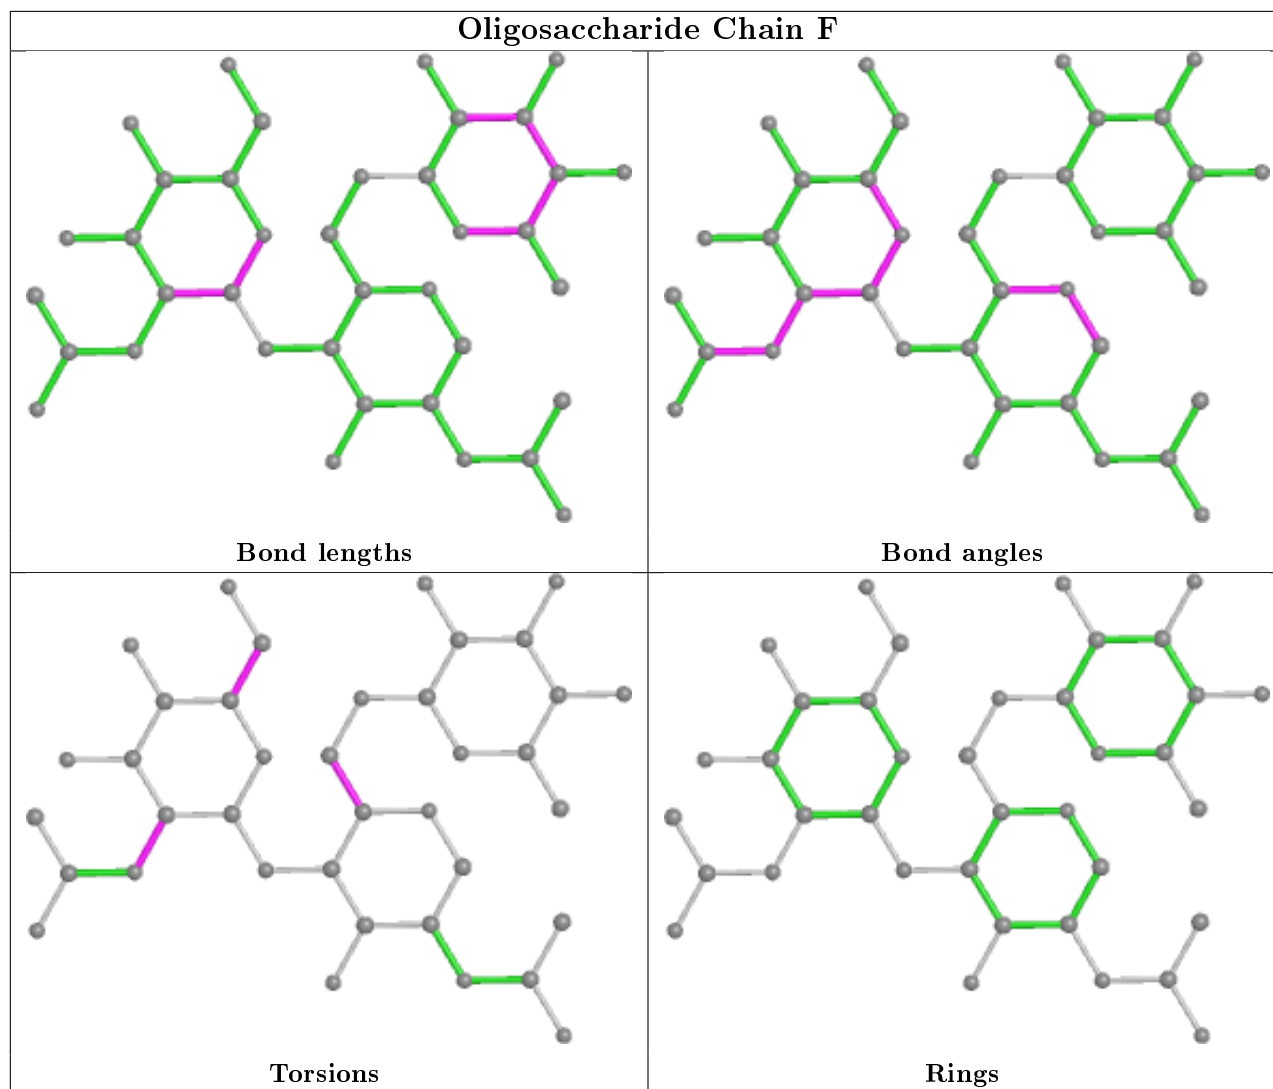 Oligosaccharide Chain F
Bond lengths
Bond angles
Torsions
Rings